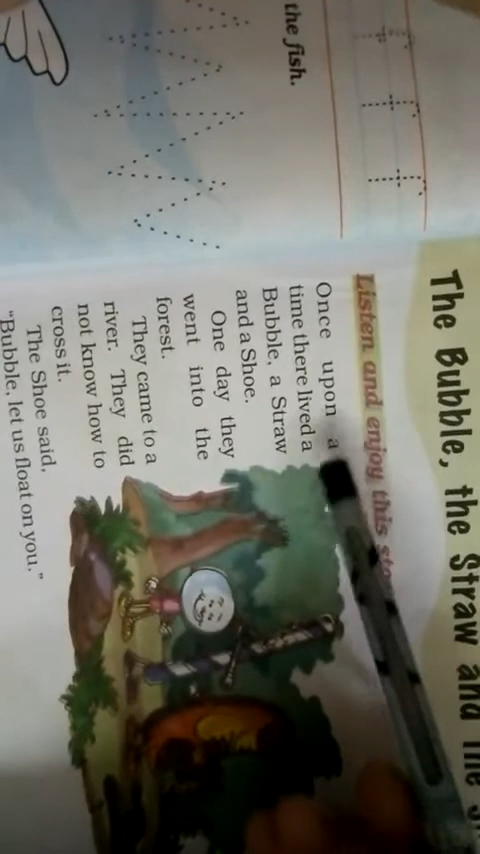 the fish.
The Bubble, the Straw and the
Listen and enjoy this
Once upon a
time there lived a
Bubble, a Straw
and a Shoe.
One day they
went into the
forest.
They came to a
river. They did
not know how to
cross it.
The Shoe said,
"Bubble, let us float on you."